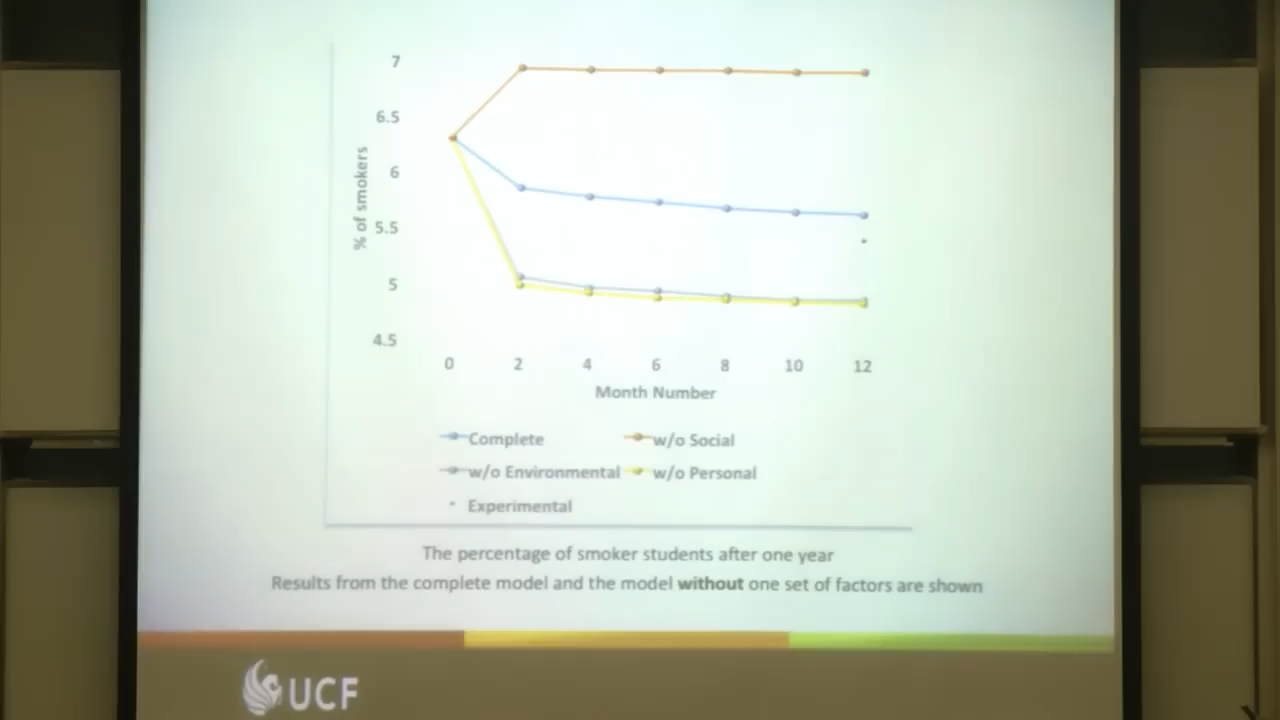 7
6.5
6
5.5
5
4.5
% of smokers
0 2 4 6 8 10 12
Month Number
Complete w/o Social
w/o Environmental w/o Personal
Experimental
The percentage of smoker students after one year
Results from the complete model and the model without one set of factors are shown
UCF